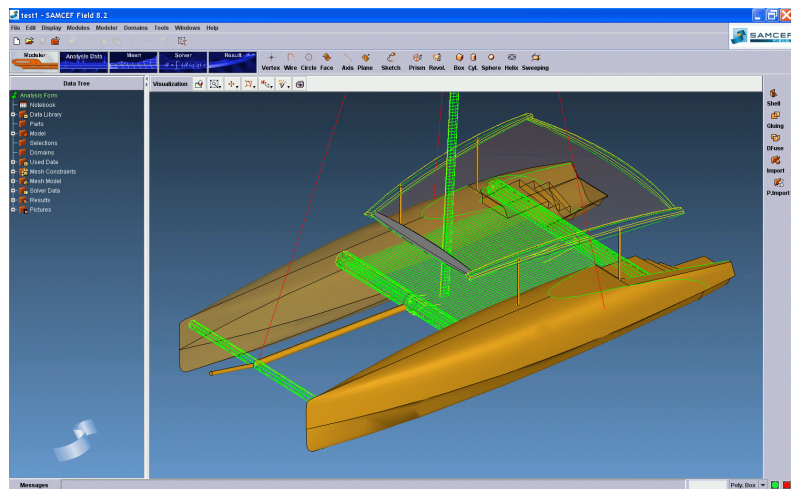 test1 - SAMCEF Field 8.2
File Edit Display Modules Modeler Domains Tools Windows Help
SAMCEF
FIELD
Modeler Analysis Data Mesh Solver Result
Vertex Wire Circle Face Axis Plane Sketch Prism Revol. Box Cyl. Sphere Helix Sweeping
Data Tree
Visualization
Analysis Form
Notebook
Data Library
Parts
Model
Selections
Domains
Used Data
Mesh Constraints
Mesh Model
Solver Data
Results
Pictures
Shell
Gluing
DFuse
Import
P.Import
Messages
Poly. Box